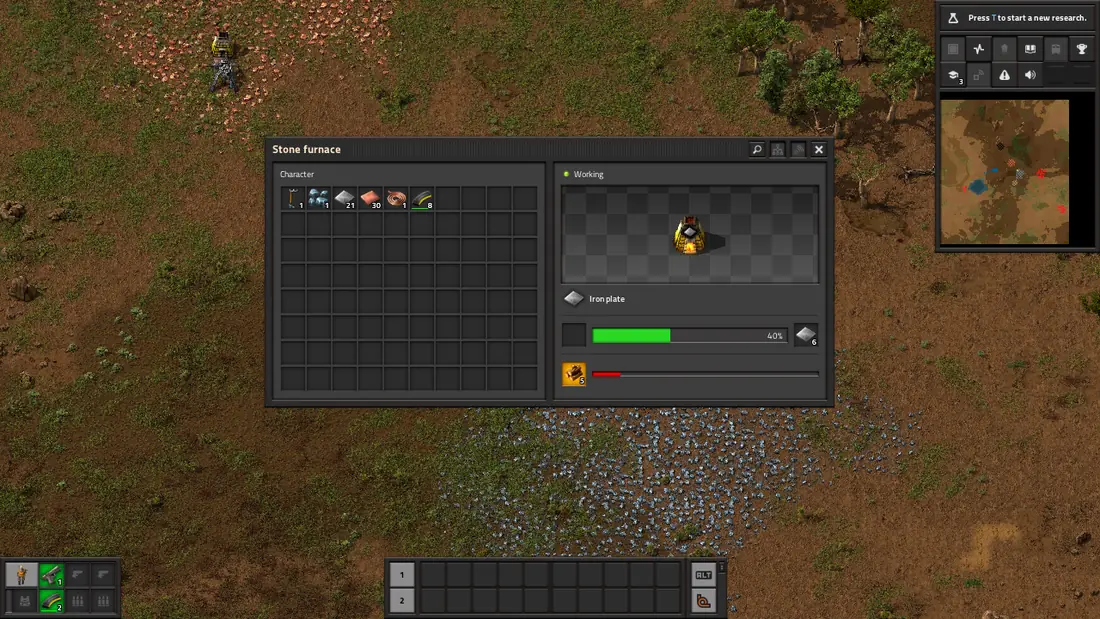 Press T to start a new research.
3
Stone furnace
Character
Working
1
1
21
30
1
8
Iron plate
40%
6
5
1
2
1
2
ALT